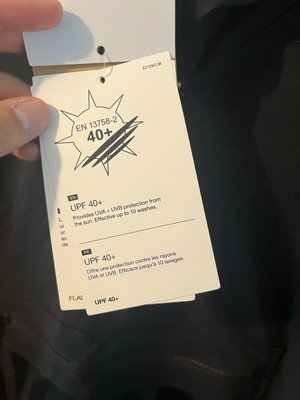 EN 13758-2
40+
EN
UPF 40+
Provides UVA + UVB protection from
the sun. Effective up to 10 washes.
FR
UPF 40+
Offre une protection contre les rayons
UVA et UVB. Efficace jusqu'à 10 lavages.
UPF 40+